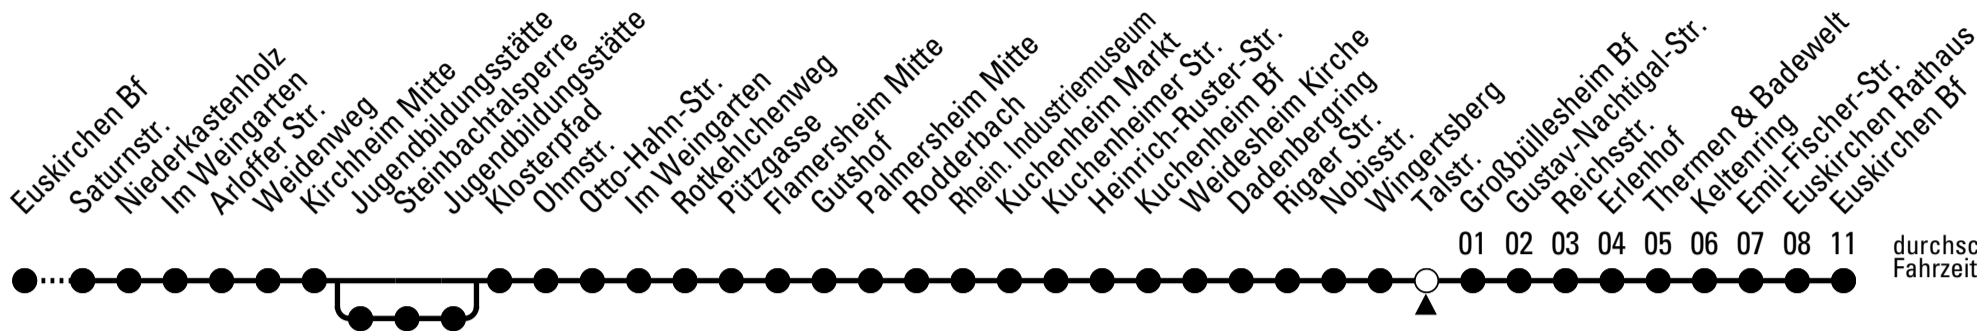 Euskirchen Bf
Saturnstr.
Niederkastenholz
Im Weingarten
Arloffer Str.
Weidenweg
Kirchheim Mitte
Jugendbildungsstätte
Steinbachtalsperre
Jugendbildungsstätte
Klosterpfad
Ohmstr.
Otto-Hahn-Str.
Im Weingarten
Rotkehlchenweg
Pützgasse
Flamersheim Mitte
Gutshof
Palmersheim Mitte
Rodderbach
Rhein. Industriemuseum
Kuchenheim Markt
Kuchenheimer Str.
Heinrich-Ruster-Str.
Kuchenheim Bf
Weidesheim Kirche
Dadenbergring
Rigaer Str.
Nobisstr.
Wingertsberg
Talstr.
Großbüllesheim Bf
Gustav-Nachtigal-Str.
Reichsstr.
Erlenhof
Thermen & Badewelt
Keltenring
Emil-Fischer-Str.
Euskirchen Rathaus
Euskirchen Bf
01 02 03 04 05 06 07 08 11
durchsc
Fahrzeit